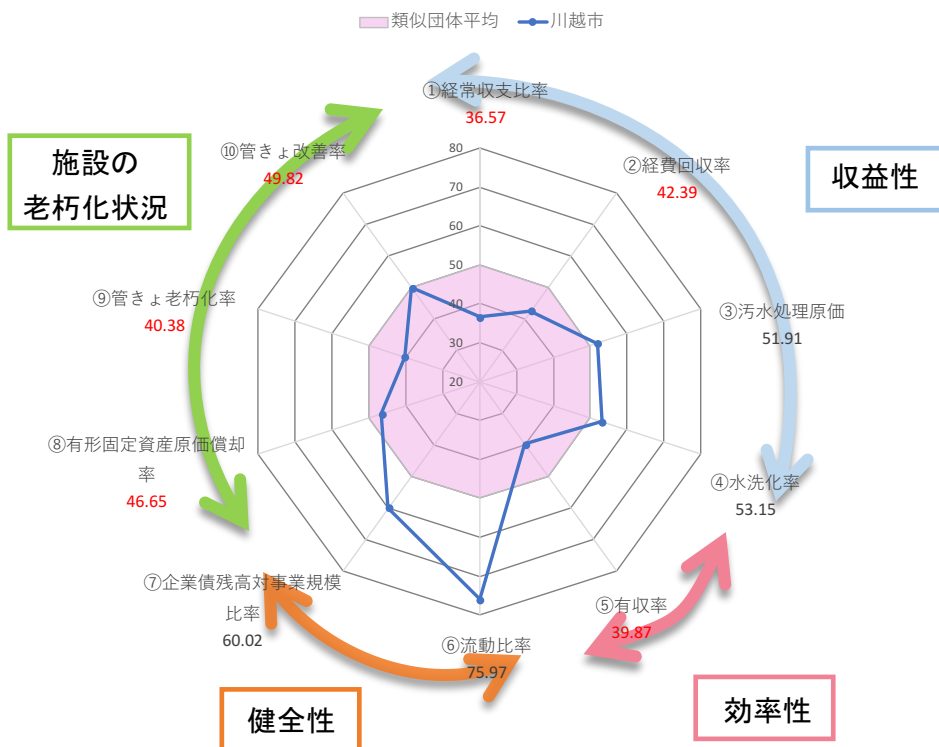 類似団体平均 川越市
①経常収支比率
36.57
⑩管きょ改善率
49.82
②経費回収率
42.39
施設の
老朽化状況
収益性
80
70
60
50
40
30
20
⑨管きょ老朽化率
40.38
③汚水処理原価
51.91
⑧有形固定資産原価償却
率
46.65
④水洗化率
53.15
⑦企業債残高対事業規模
比率
60.02
⑤有収率
39.87
⑥流動比率
75.97
健全性
効率性